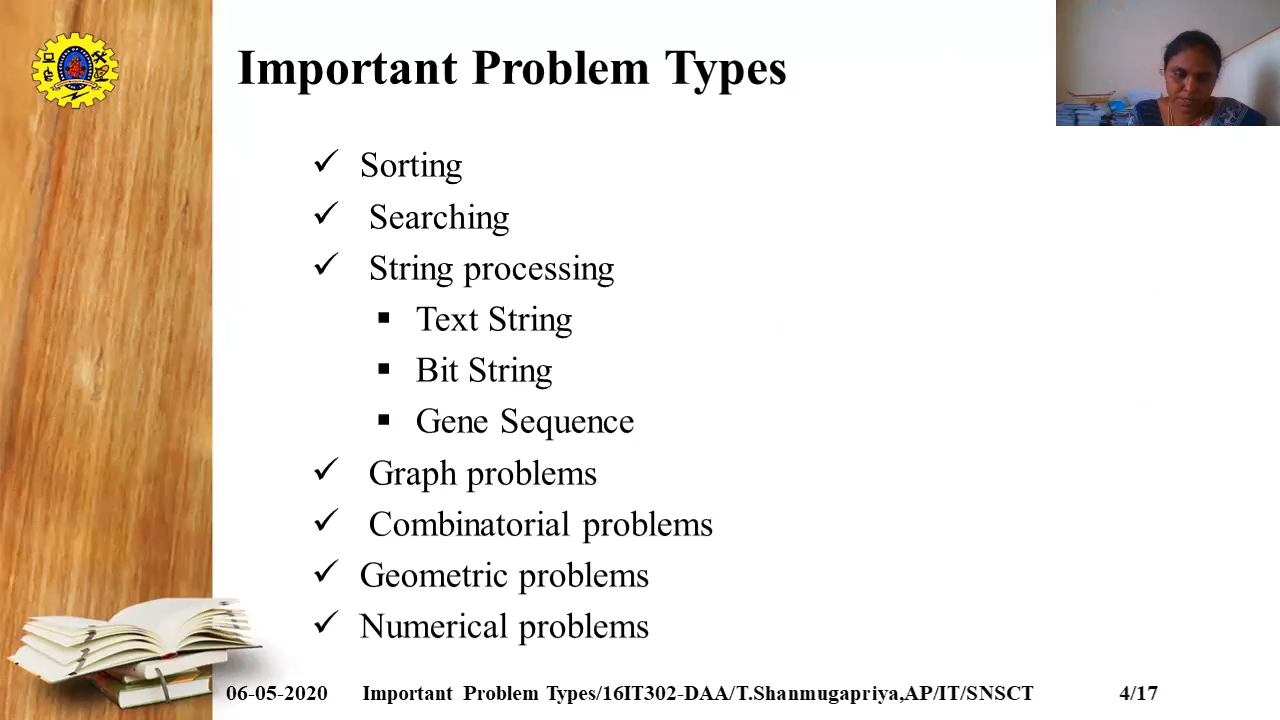 Important Problem Types
✓ Sorting
✓ Searching
✓ String processing
▪ Text String
▪ Bit String
▪ Gene Sequence
✓ Graph problems
✓ Combinatorial problems
✓ Geometric problems
✓ Numerical problems
06-05-2020 Important Problem Types/16IT302-DAA/T.Shanmugapriya,AP/IT/SNSCT 4/17